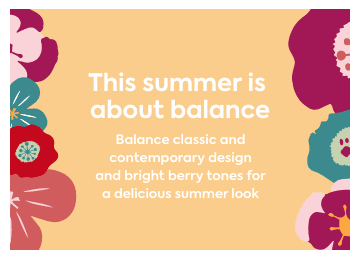 This summer is
about balance
Balance classic and
contemporary design
and bright berry tones for
a delicious summer look